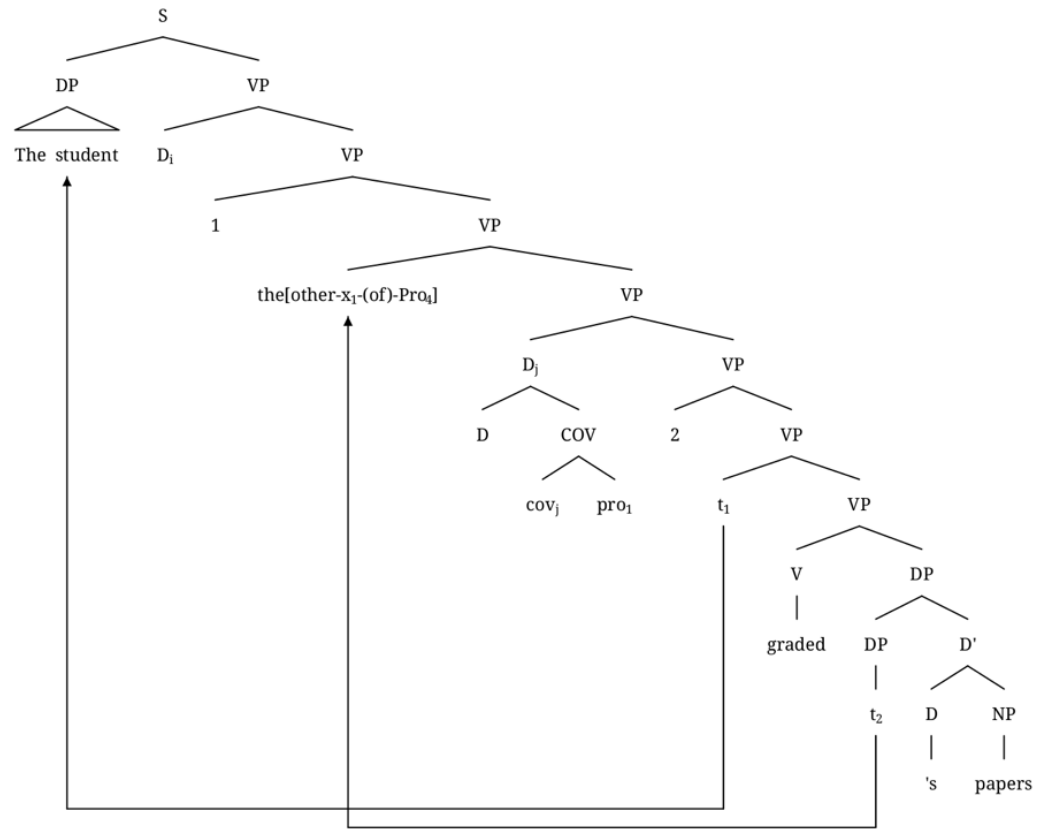 S
DP VP
The student Dᵢ VP
1 VP
the[other-x₁-(of)-Pro₄] VP
Dⱼ VP
D COV 2 VP
covⱼ pro₁ t₁ VP
V DP
graded DP D'
t₂ D NP
's papers